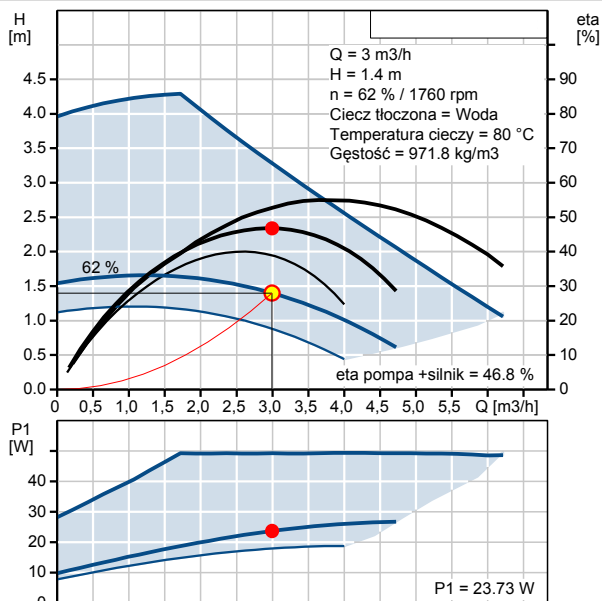 H
[m]
eta
[%]
Q = 3 m3/h
H = 1.4 m
n = 62 % / 1760 rpm
Ciecz tłoczona = Woda
Temperatura cieczy = 80 °C
Gęstość = 971.8 kg/m3
4.5
4.0
3.5
3.0
2.5
2.0
1.5
1.0
0.5
0.0
90
80
70
60
50
40
30
20
10
0
62 %
eta pompa +silnik = 46.8 %
0 0,5 1,0 1,5 2,0 2,5 3,0 3,5 4,0 4,5 5,0 5,5 Q [m3/h]
P1
[W]
40
30
20
10
0
P1 = 23.73 W